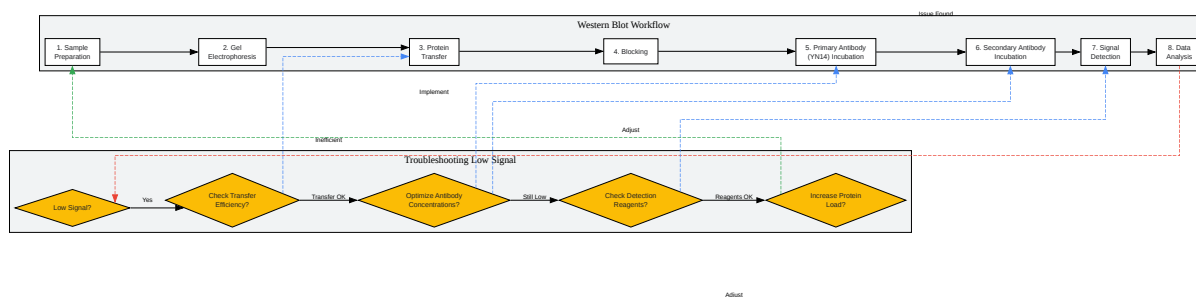 Issue Found
Western Blot Workflow
1. Sample
Preparation
2. Gel
Electrophoresis
3. Protein
Transfer
4. Blocking
5. Primary Antibody
(YN14) Incubation
6. Secondary Antibody
Incubation
7. Signal
Detection
8. Data
Analysis
Implement
Adjust
Inefficient
Troubleshooting Low Signal
Low Signal?
Yes
Check Transfer
Efficiency?
Transfer OK
Optimize Antibody
Concentrations?
Still Low
Check Detection
Reagents?
Reagents OK
Increase Protein
Load?
Adjust